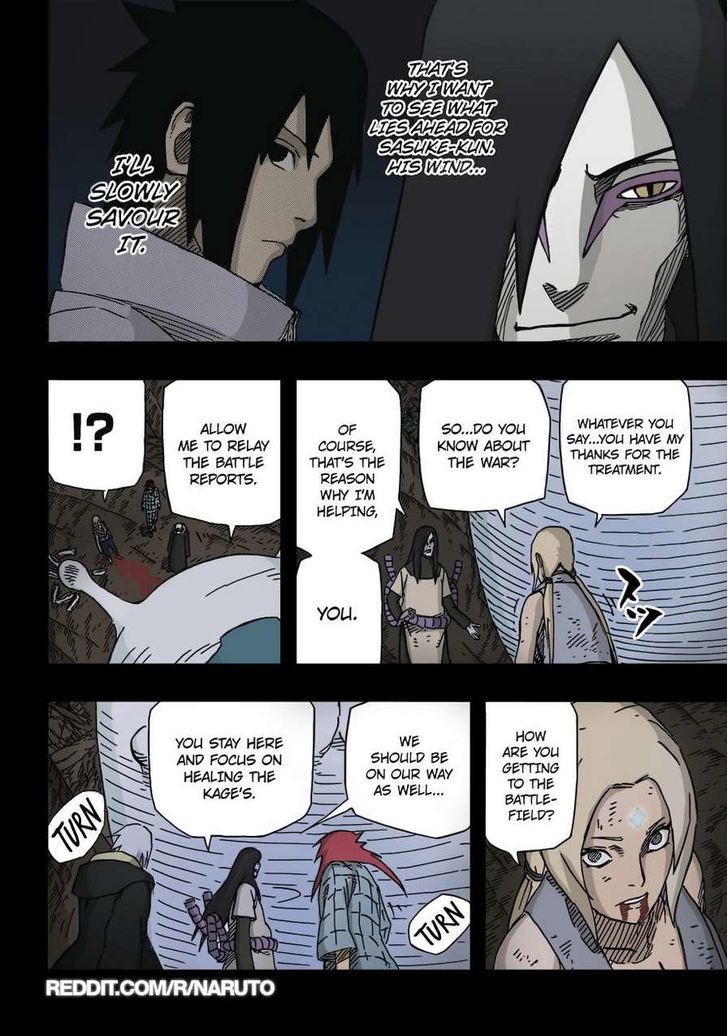 THAT'S
WHY I WANT
TO SEE WHAT
LIES AHEAD FOR
SASUKE-KUN.
HIS WIND...
I'LL
SLOWLY
SAVOUR
IT.
WHATEVER YOU
SAY...YOU HAVE MY
THANKS FOR THE
TREATMENT.
SO...DO YOU
KNOW ABOUT
THE WAR?
OF
COURSE,
THAT'S THE
REASON
WHY I'M
HELPING,
YOU.
スッ
ALLOW
ME TO RELAY
THE BATTLE
REPORTS.
!?
HOW
ARE YOU
GETTING
TO THE
BATTLE-
FIELD?
WE
SHOULD BE
ON OUR WAY
AS WELL...
YOU STAY HERE
AND FOCUS ON
HEALING THE
KAGE'S.
TURN
TURN
REDDIT.COM/R/NARUTO